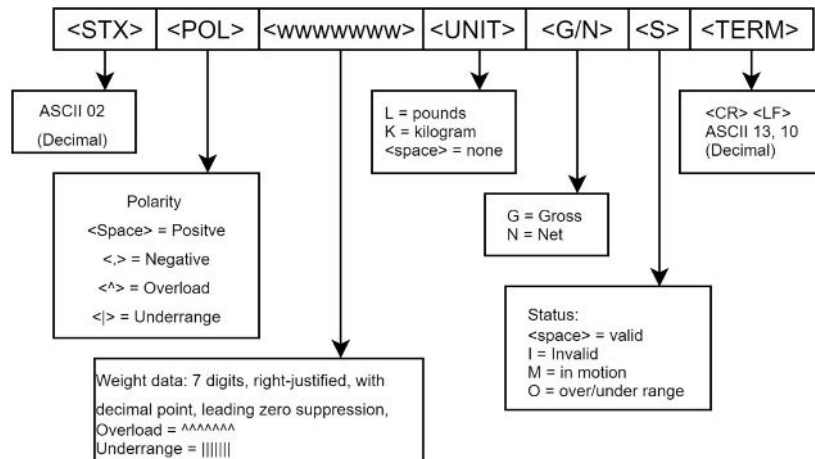 <STX> <POL> <wwwwwww> <UNIT> <G/N> <S> <TERM>
ASCII 02
(Decimal)
Polarity
<Space> = Positve
<,> = Negative
<^> = Overload
<|> = Underrange
Weight data: 7 digits, right-justified, with
decimal point, leading zero suppression,
Overload = ^^^^^^^
Underrange = |||||||
L = pounds
K = kilogram
<space> = none
G = Gross
N = Net
Status:
<space> = valid
I = Invalid
M = in motion
O = over/under range
<CR> <LF>
ASCII 13, 10
(Decimal)